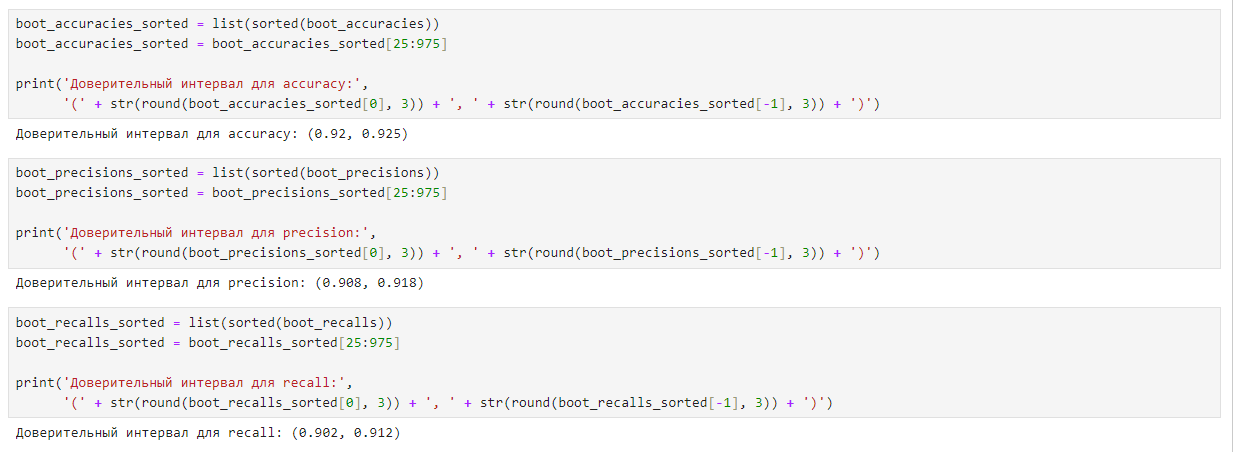 boot_accuracies_sorted = list(sorted(boot_accuracies))
boot_accuracies_sorted = boot_accuracies_sorted[25:975]
print('Доверительный интервал для accuracy:',
'(' + str(round(boot_accuracies_sorted[0], 3)) + ', ' + str(round(boot_accuracies_sorted[-1], 3)) + ')')
Доверительный интервал для accuracy: (0.92, 0.925)
boot_precisions_sorted = list(sorted(boot_precisions))
boot_precisions_sorted = boot_precisions_sorted[25:975]
print('Доверительный интервал для precision:',
'(' + str(round(boot_precisions_sorted[0], 3)) + ', ' + str(round(boot_precisions_sorted[-1], 3)) + ')')
Доверительный интервал для precision: (0.908, 0.918)
boot_recalls_sorted = list(sorted(boot_recalls))
boot_recalls_sorted = boot_recalls_sorted[25:975]
print('Доверительный интервал для recall:',
'(' + str(round(boot_recalls_sorted[0], 3)) + ', ' + str(round(boot_recalls_sorted[-1], 3)) + ')')
Доверительный интервал для recall: (0.902, 0.912)